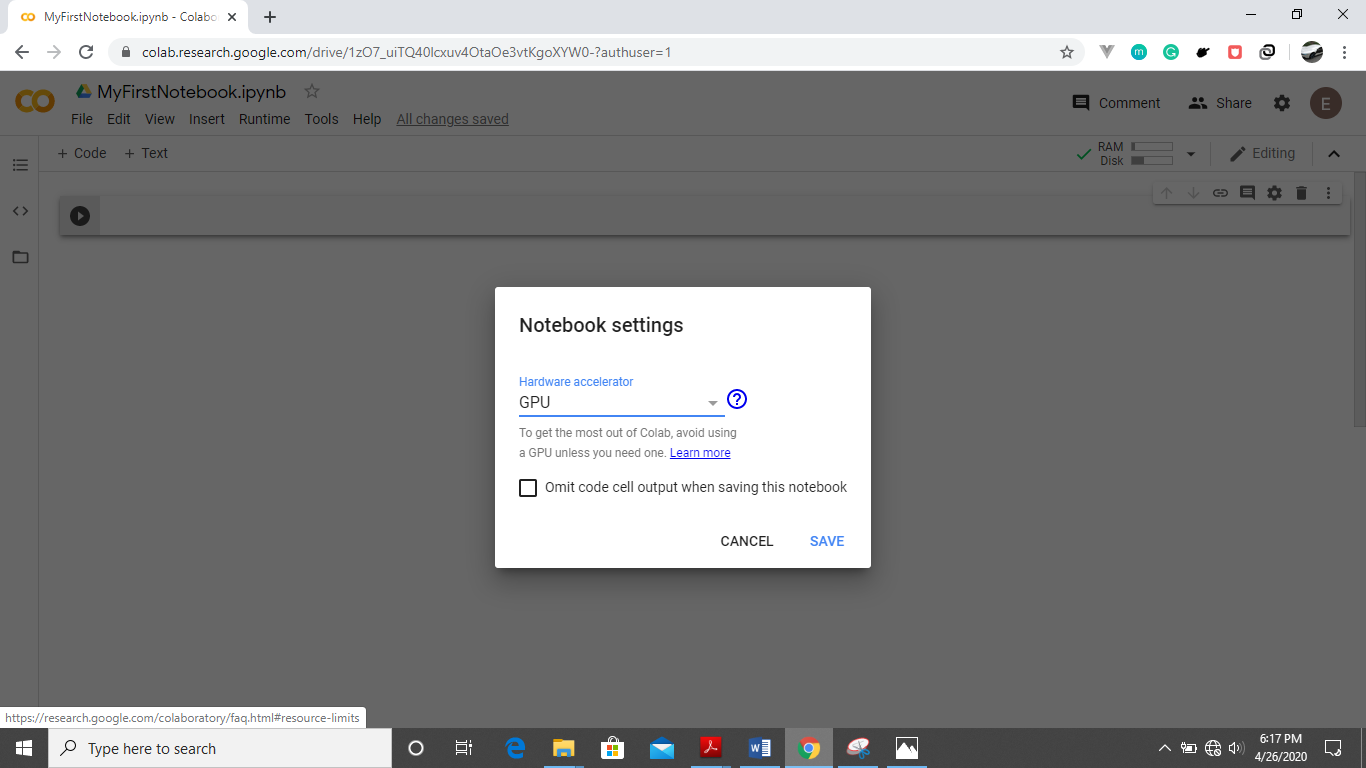 MyFirstNotebook.ipynb - Colabo
colab.research.google.com/drive/1zO7_uiTQ40lcxuv4OtaOe3vtKgoXYW0-?authuser=1
MyFirstNotebook.ipynb
File Edit View Insert Runtime Tools Help All changes saved
Comment Share E
+ Code + Text
RAM
Disk
Editing
Notebook settings
Hardware accelerator
GPU
To get the most out of Colab, avoid using
a GPU unless you need one. Learn more
Omit code cell output when saving this notebook
CANCEL SAVE
https://research.google.com/colaboratory/faq.html#resource-limits
Type here to search
6:17 PM
4/26/2020